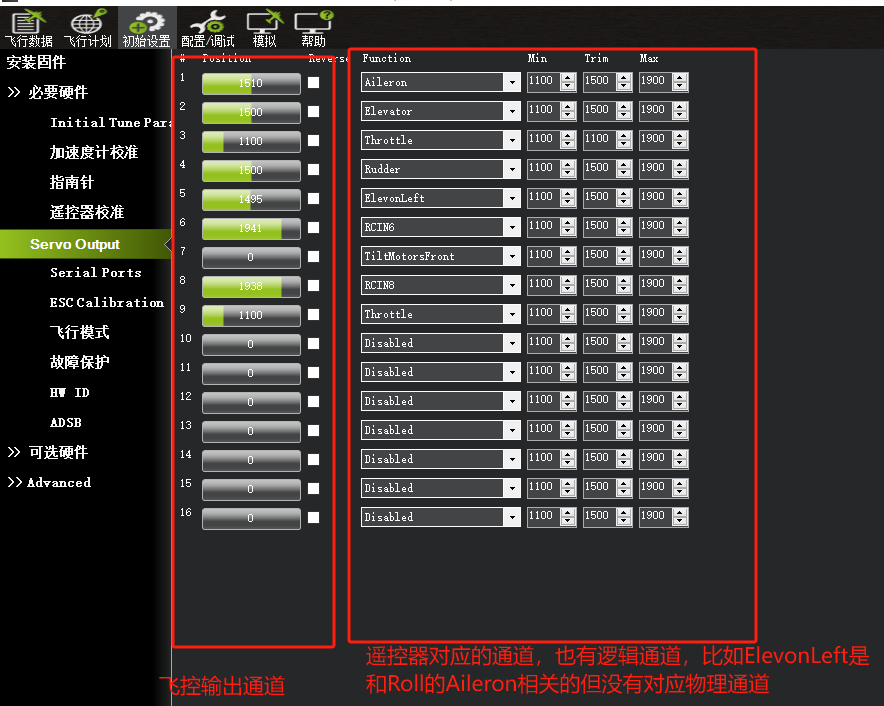 飞行数据 飞行计划 初始设置 配置/调试 模拟 帮助
安装固件
>> 必要硬件
Initial Tune Para
加速度计校准
指南针
遥控器校准
Servo Output
Serial Ports
ESC Calibration
飞行模式
故障保护
HW ID
ADSB
>> 可选硬件
>> Advanced
# Position Reverse Function Min Trim Max
1 1510 Aileron 1100 1500 1900
2 1500 Elevator 1100 1500 1900
3 1100 Throttle 1100 1100 1900
4 1500 Rudder 1100 1500 1900
5 1495 ElevonLeft 1100 1500 1900
6 1941 RCIN6 1100 1500 1900
7 0 TiltMotorsFront 1100 1500 1900
8 1938 RCIN8 1100 1500 1900
9 1100 Throttle 1100 1500 1900
10 0 Disabled 1100 1500 1900
11 0 Disabled 1100 1500 1900
12 0 Disabled 1100 1500 1900
13 0 Disabled 1100 1500 1900
14 0 Disabled 1100 1500 1900
15 0 Disabled 1100 1500 1900
16 0 Disabled 1100 1500 1900
飞控输出通道
遥控器对应的通道，也有逻辑通道，比如ElevonLeft是
和Roll的Aileron相关的但没有对应物理通道